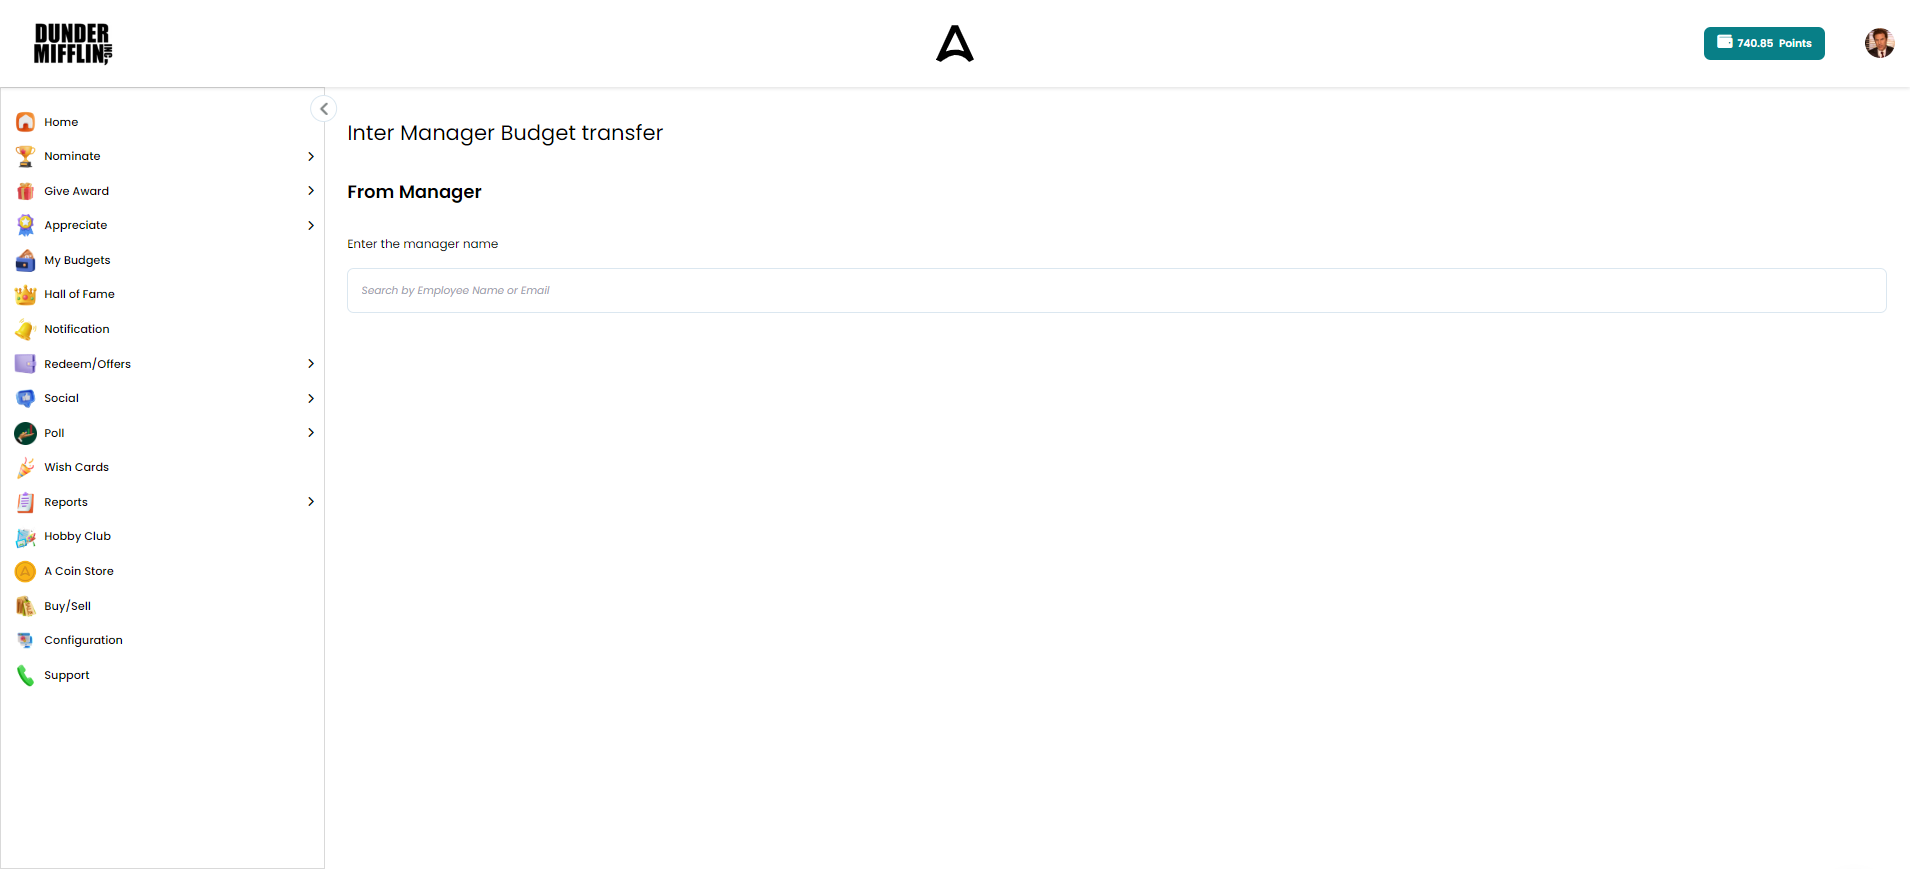 DUNDER
MIFFLIN, INC
740.85 Points
Home
Nominate
Give Award
Appreciate
My Budgets
Hall of Fame
Notification
Redeem/Offers
Social
Poll
Wish Cards
Reports
Hobby Club
A Coin Store
Buy/Sell
Configuration
Support
Inter Manager Budget transfer
From Manager
Enter the manager name
Search by Employee Name or Email